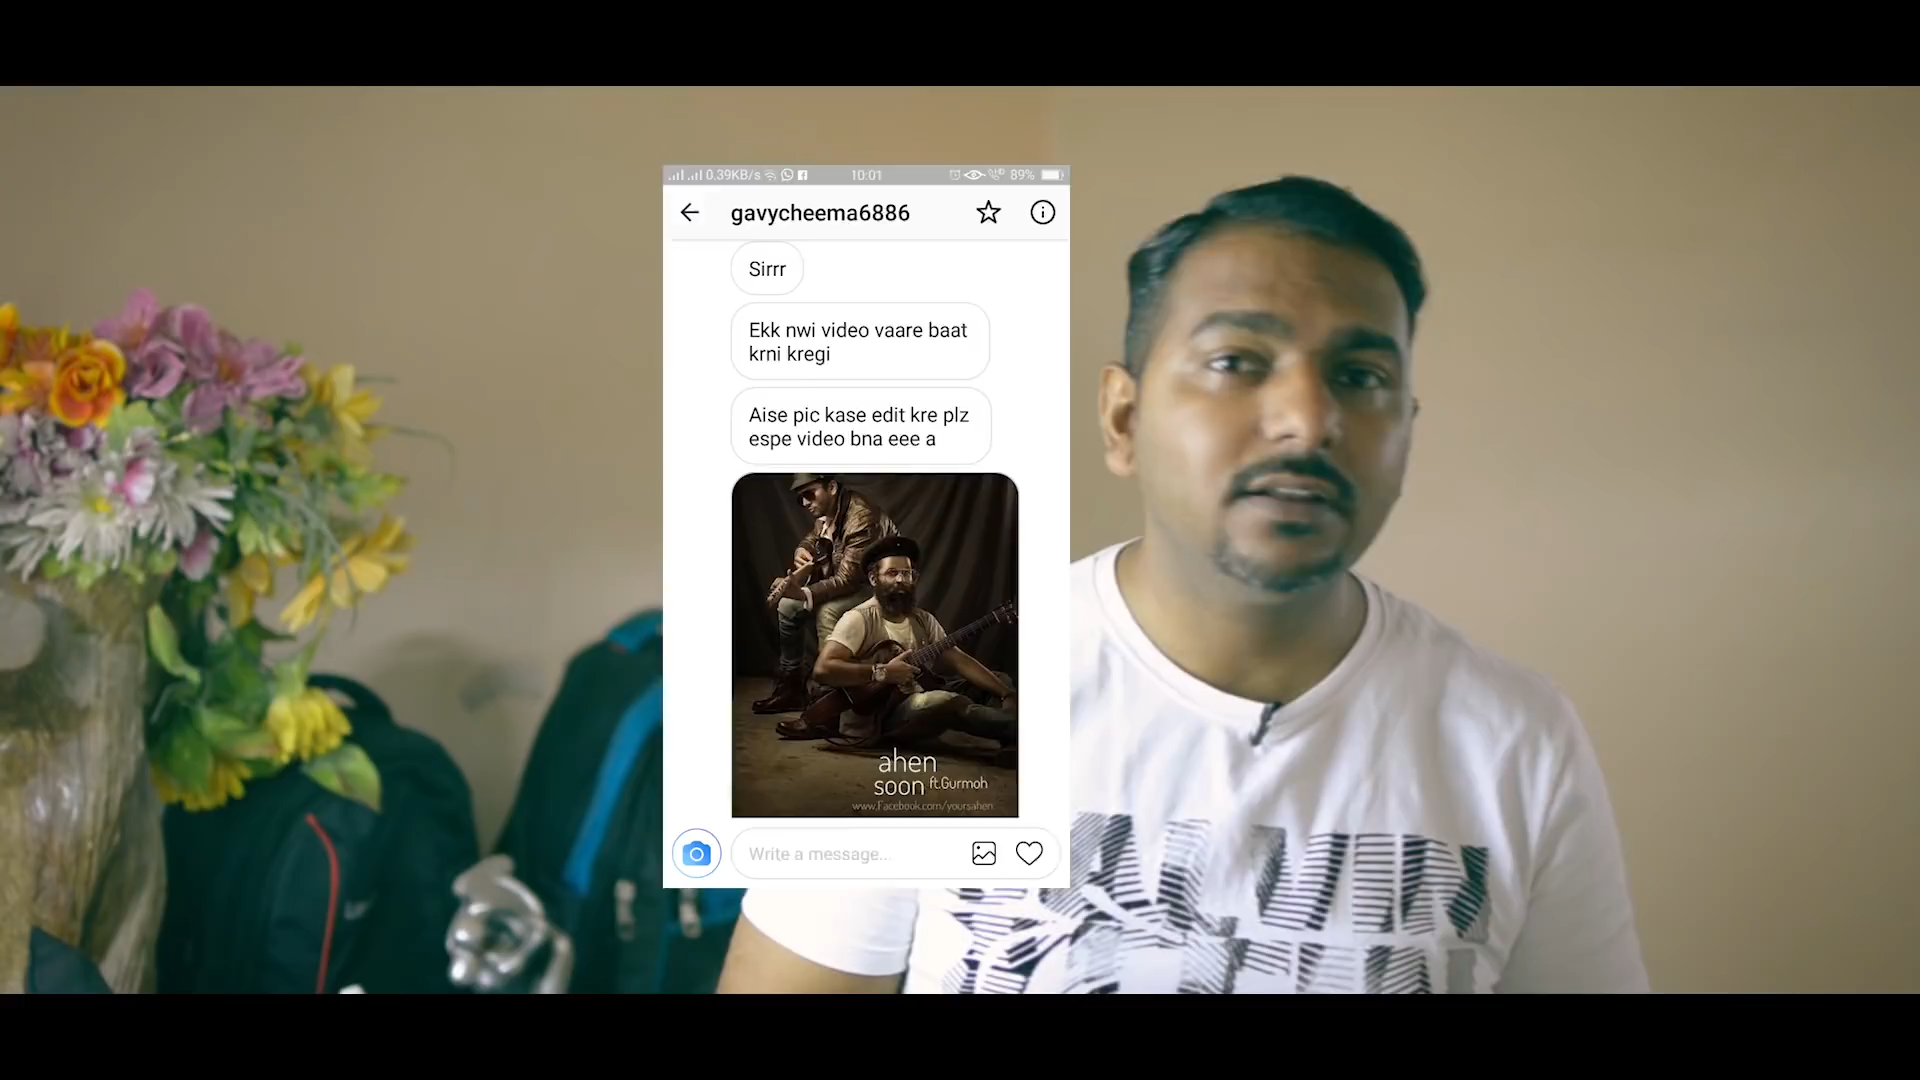 0.39KB/s 10:01 89%
gavycheema6886
Sirrr
Ekk nwi video vaare baat
krni kregi
Aise pic kase edit kre plz
espe video bna eee a
ahen
soon ft.Gurmoh
www.Facebook.com/yoursahen
Write a message...